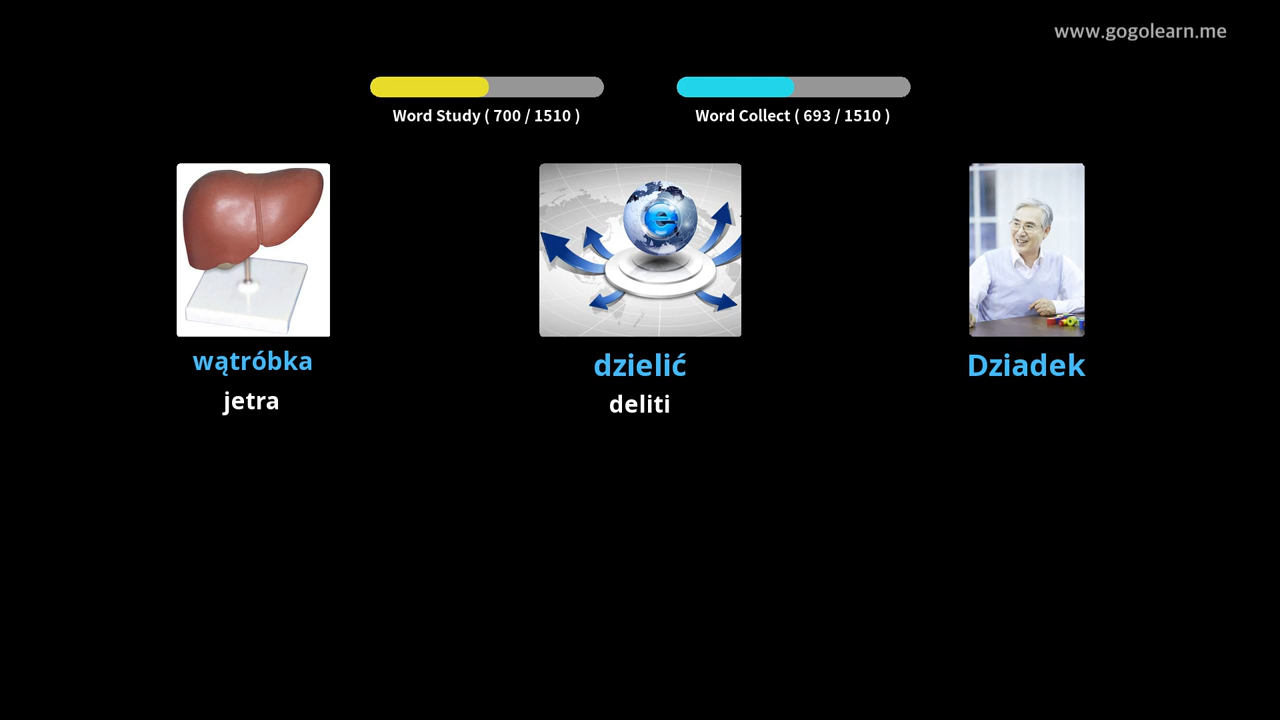 www.gogolearn.me
Word Study ( 700 / 1510 )
Word Collect ( 693 / 1510 )
e
wątróbka
dzielić
Dziadek
jetra
deliti